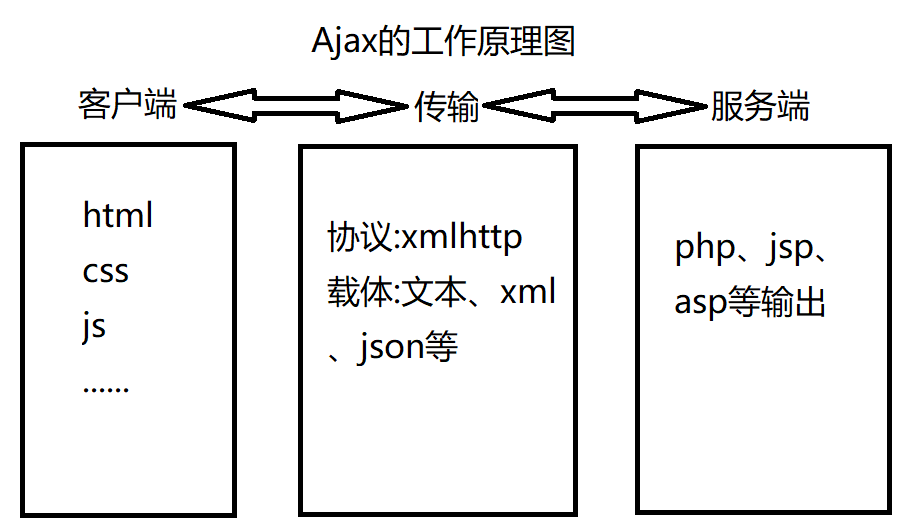 Ajax的工作原理图
客户端
传输
服务端
html
css
js
......
协议:xmlhttp
载体:文本、xml
、json等
php、jsp、
asp等输出